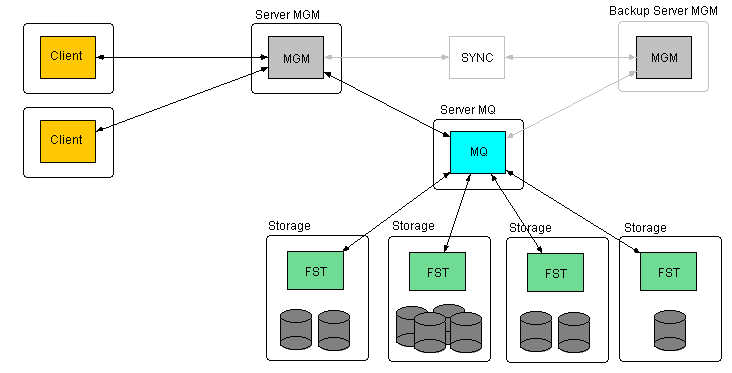 Server MGM
Backup Server MGM
Client
MGM
SYNC
MGM
Client
Server MQ
MQ
Storage
Storage
Storage
Storage
FST
FST
FST
FST